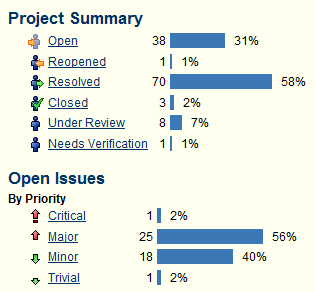 Project Summary
Open 38 31%
Reopened 1 1%
Resolved 70 58%
Closed 3 2%
Under Review 8 7%
Needs Verification 1 1%
Open Issues
By Priority
Critical 1 2%
Major 25 56%
Minor 18 40%
Trivial 1 2%